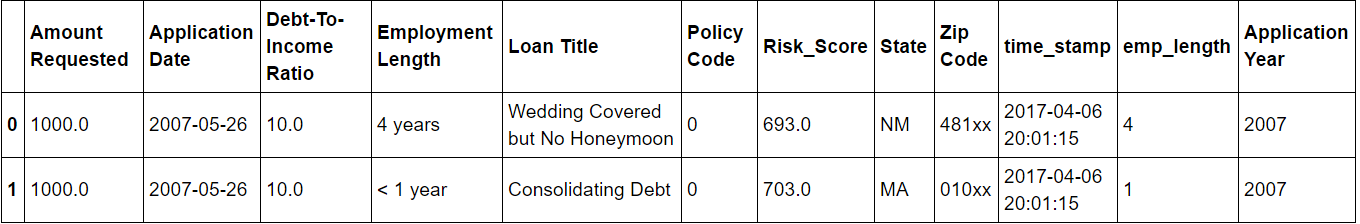 Amount Requested Application Date Debt-To-Income Ratio Employment Length Loan Title Policy Code Risk_Score State Zip Code time_stamp emp_length Application Year
0 1000.0 2007-05-26 10.0 4 years Wedding Covered but No Honeymoon 0 693.0 NM 481xx 2017-04-06 20:01:15 4 2007
1 1000.0 2007-05-26 10.0 < 1 year Consolidating Debt 0 703.0 MA 010xx 2017-04-06 20:01:15 1 2007